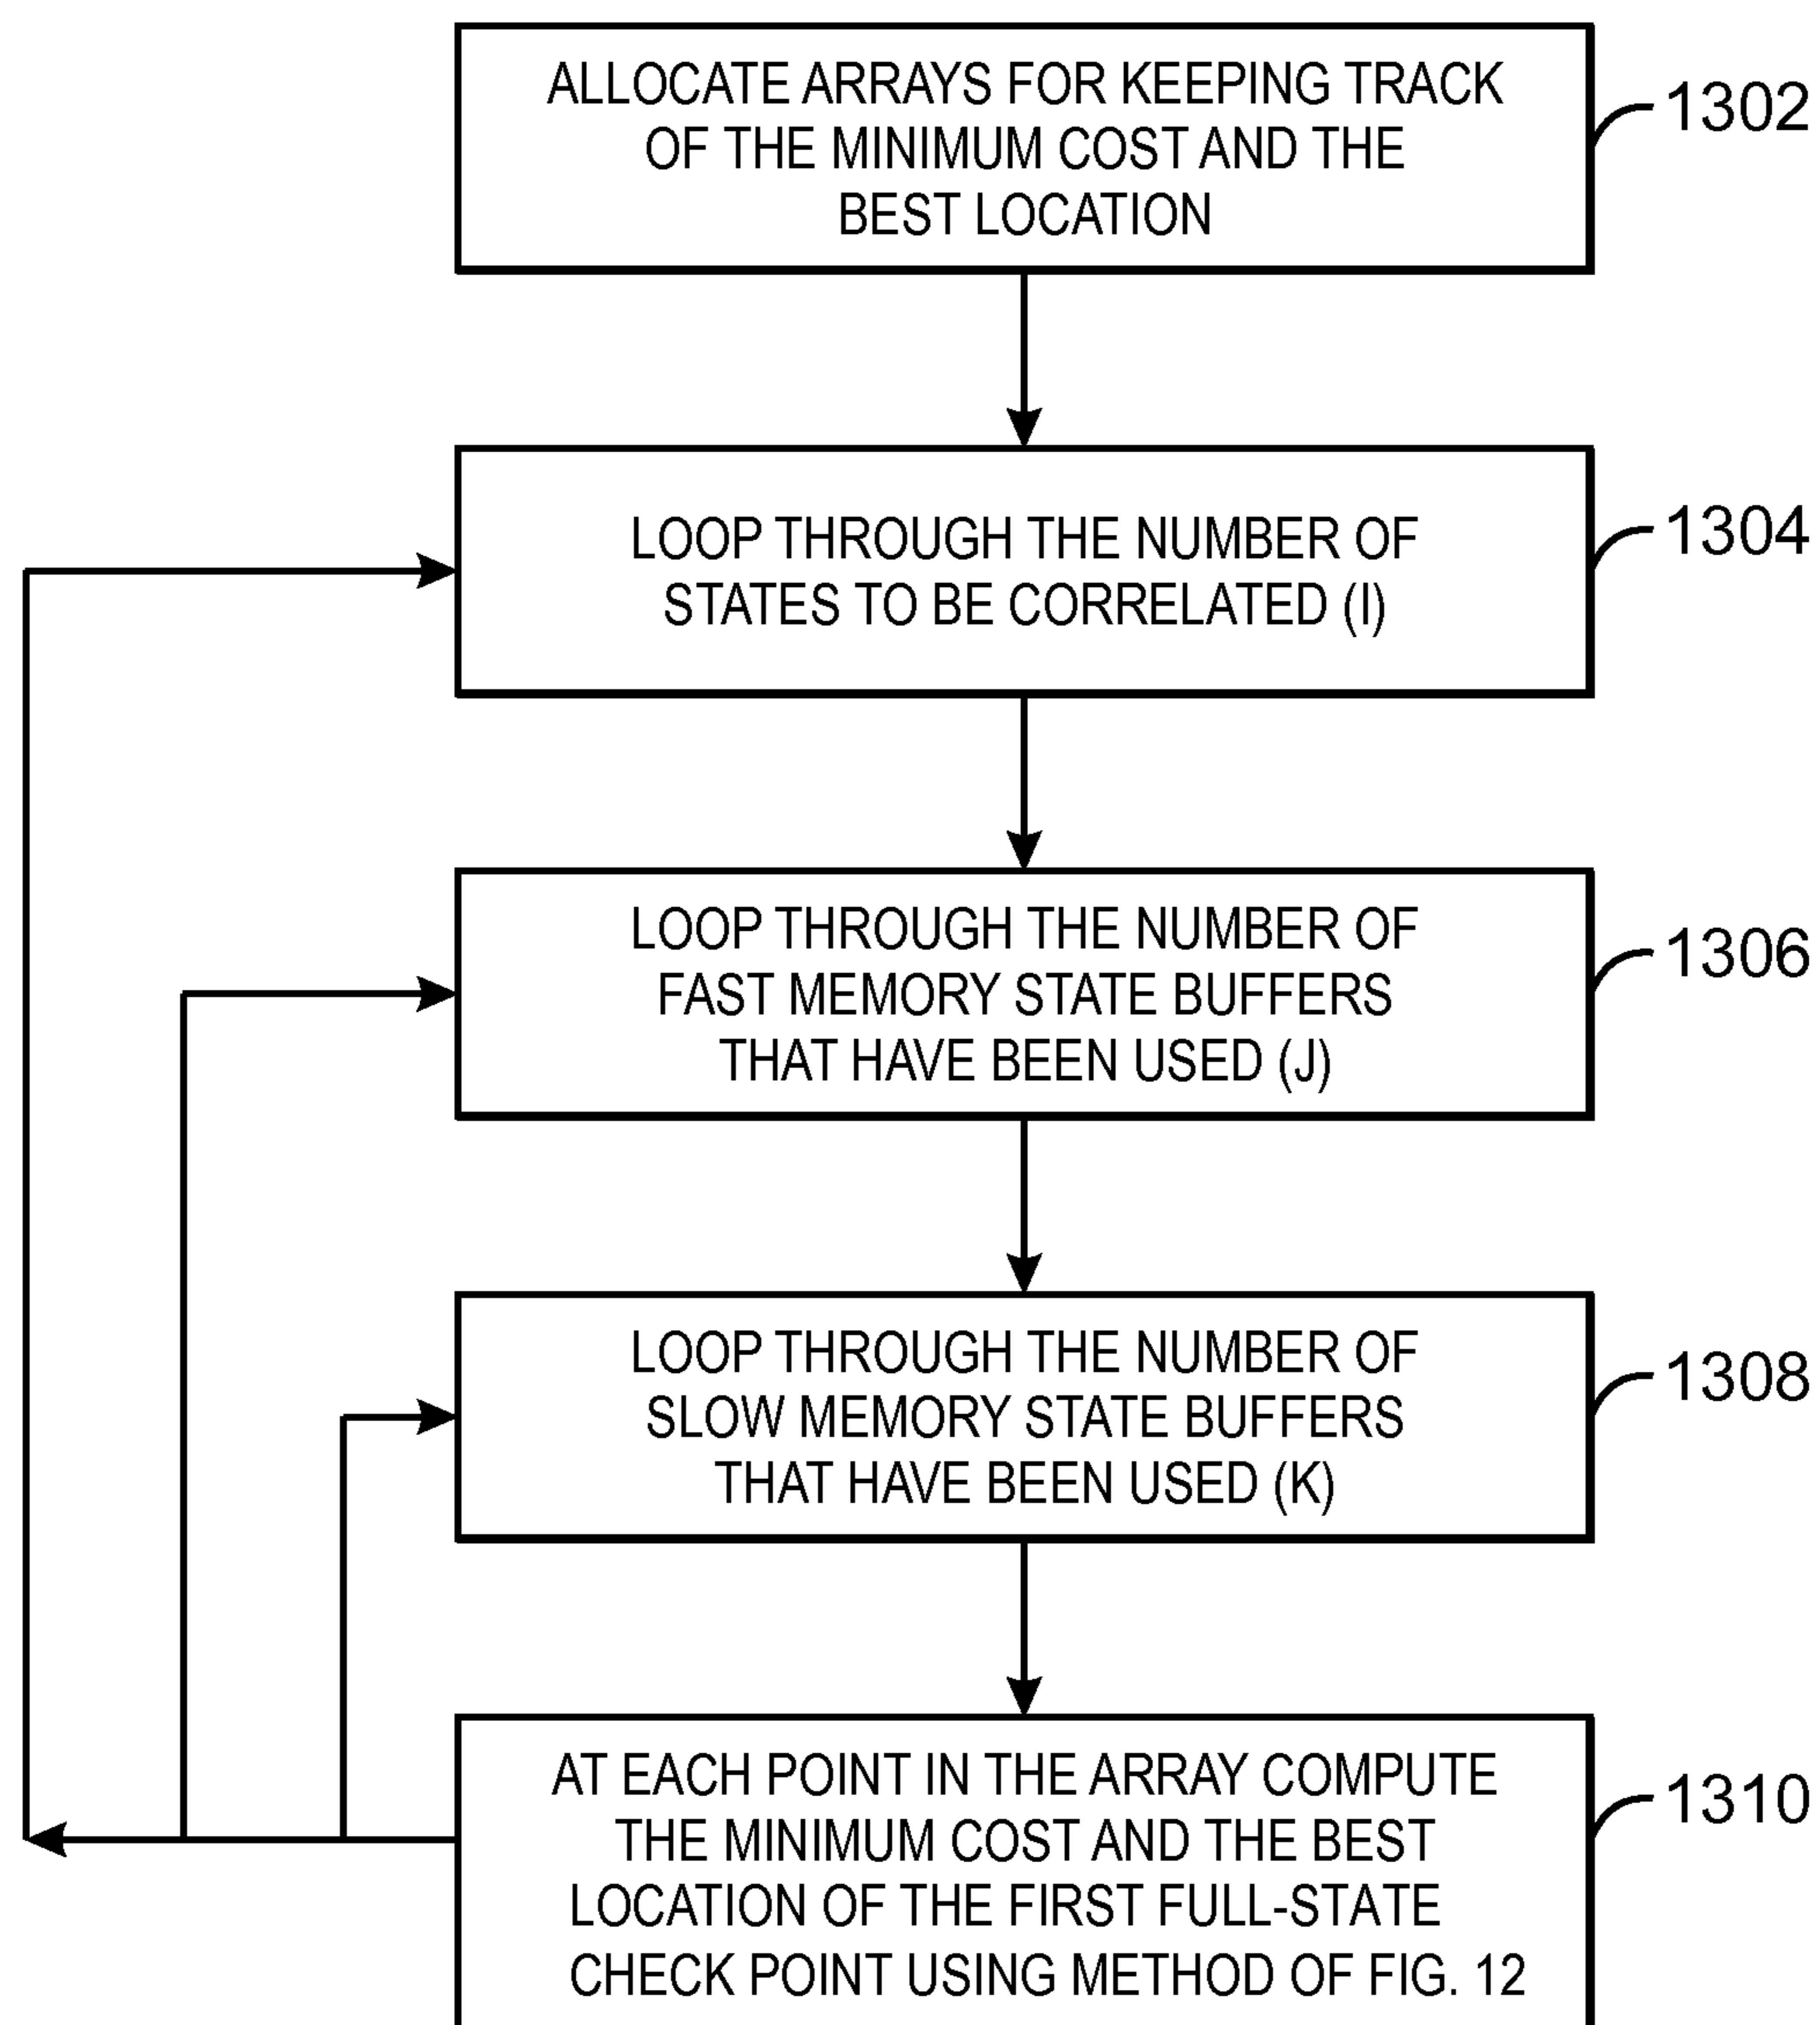 ALLOCATE ARRAYS FOR KEEPING TRACK
OF THE MINIMUM COST AND THE
BEST LOCATION
1302
LOOP THROUGH THE NUMBER OF
STATES TO BE CORRELATED (I)
1304
LOOP THROUGH THE NUMBER OF
FAST MEMORY STATE BUFFERS
THAT HAVE BEEN USED (J)
1306
LOOP THROUGH THE NUMBER OF
SLOW MEMORY STATE BUFFERS
THAT HAVE BEEN USED (K)
1308
AT EACH POINT IN THE ARRAY COMPUTE
THE MINIMUM COST AND THE BEST
LOCATION OF THE FIRST FULL-STATE
CHECK POINT USING METHOD OF FIG. 12
1310